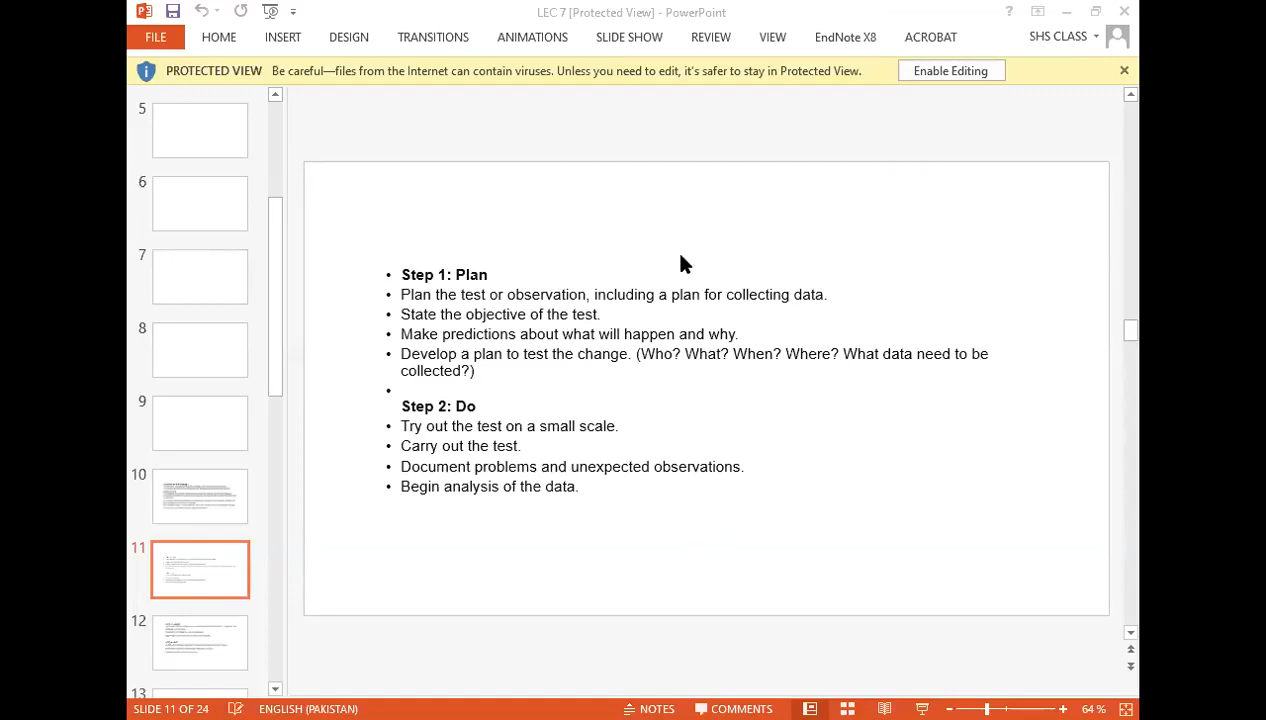 LEC 7 [Protected View] - PowerPoint
?
FILE HOME INSERT DESIGN TRANSITIONS ANIMATIONS SLIDE SHOW REVIEW VIEW EndNote X8 ACROBAT SHS CLASS
PROTECTED VIEW Be careful—files from the Internet can contain viruses. Unless you need to edit, it's safer to stay in Protected View. Enable Editing
5
6
7
8
9
10
11
12
13
• Step 1: Plan
• Plan the test or observation, including a plan for collecting data.
• State the objective of the test.
• Make predictions about what will happen and why.
• Develop a plan to test the change. (Who? What? When? Where? What data need to be
collected?)
•
Step 2: Do
• Try out the test on a small scale.
• Carry out the test.
• Document problems and unexpected observations.
• Begin analysis of the data.
SLIDE 11 OF 24 ENGLISH (PAKISTAN) NOTES COMMENTS 64 %